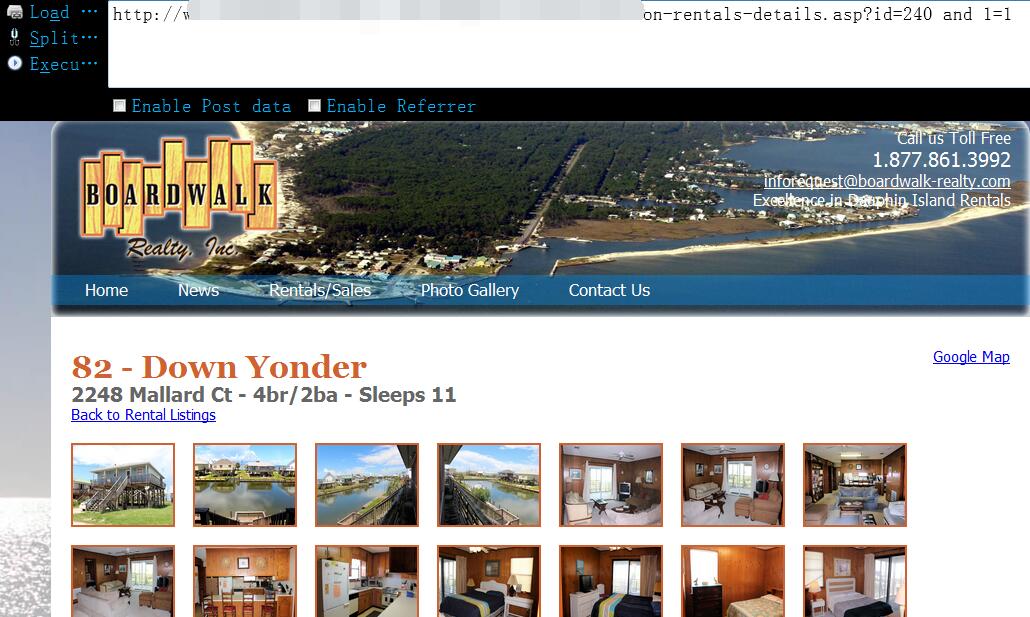 Load ···
http://w
on-rentals-details.asp?id=240 and 1=1
Split···
Execu···
Enable Post data
Enable Referrer
BOARDWALK
Realty, Inc.
Call us Toll Free
1.877.861.3992
inforequest@boardwalk-realty.com
Excellence in Dauphin Island Rentals
Home
News
Rentals/Sales
Photo Gallery
Contact Us
82 - Down Yonder
Google Map
2248 Mallard Ct - 4br/2ba - Sleeps 11
Back to Rental Listings